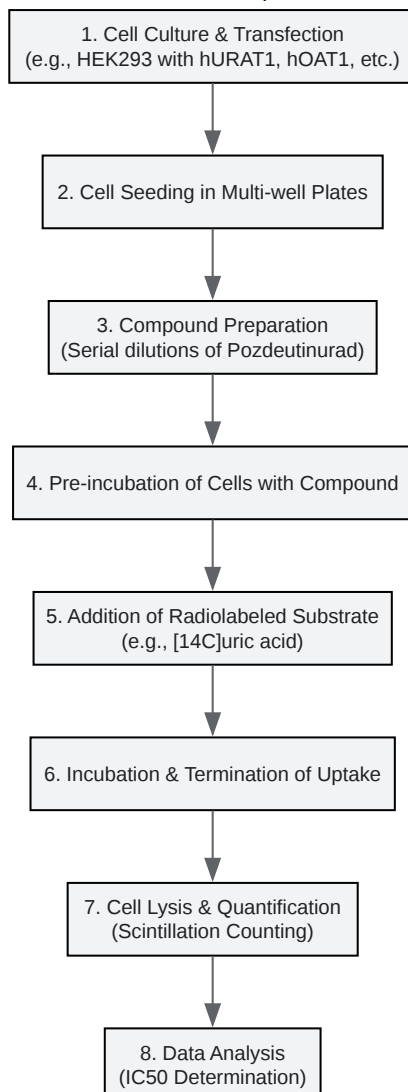 1. Cell Culture & Transfection
(e.g., HEK293 with hURAT1, hOAT1, etc.)
2. Cell Seeding in Multi-well Plates
3. Compound Preparation
(Serial dilutions of Pozdeutinurad)
4. Pre-incubation of Cells with Compound
5. Addition of Radiolabeled Substrate
(e.g., [14C]uric acid)
6. Incubation & Termination of Uptake
7. Cell Lysis & Quantification
(Scintillation Counting)
8. Data Analysis
(IC50 Determination)